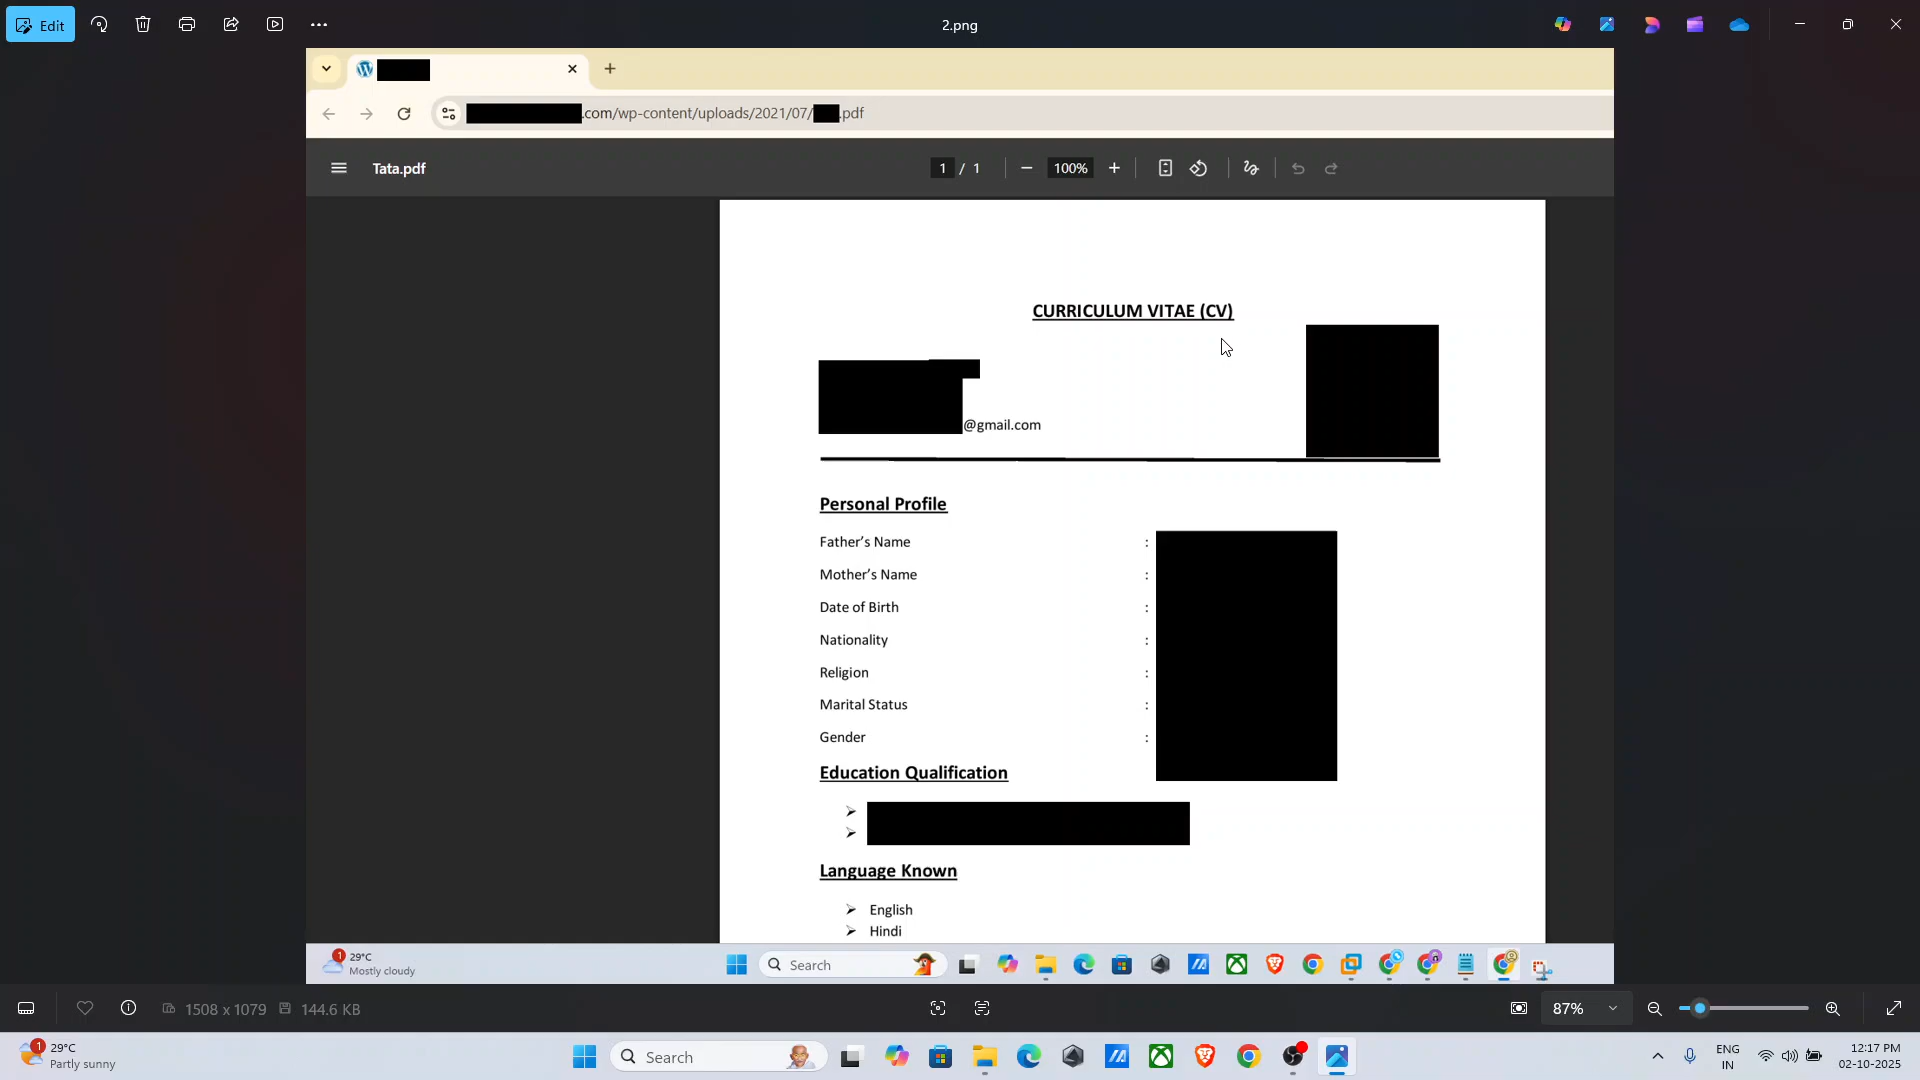 Edit
2.png
.com/wp-content/uploads/2021/07/ .pdf
Tata.pdf
1 / 1
100%
CURRICULUM VITAE (CV)
@gmail.com
Personal Profile
Father's Name :
Mother's Name :
Date of Birth :
Nationality :
Religion :
Marital Status :
Gender :
Education Qualification
Language Known
➢ English
➢ Hindi
1
29°C
Mostly cloudy
Search
1508 x 1079
144.6 KB
87%
1
29°C
Partly sunny
Search
ENG
IN
12:17 PM
02-10-2025